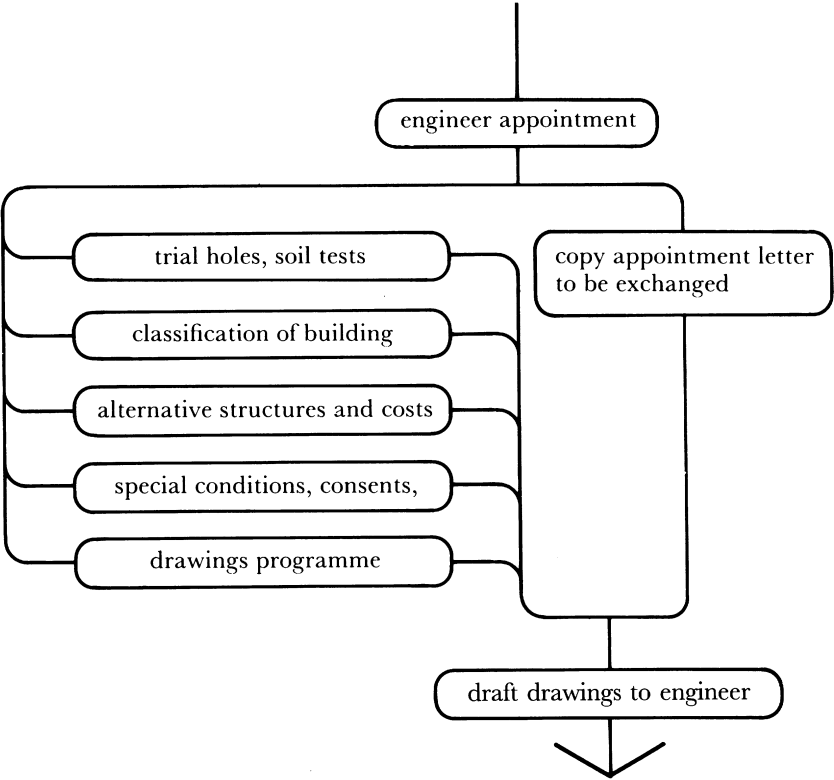 engineer appointment
trial holes, soil tests
copy appointment letter
to be exchanged
classification of building
alternative structures and costs
special conditions, consents,
drawings programme
draft drawings to engineer